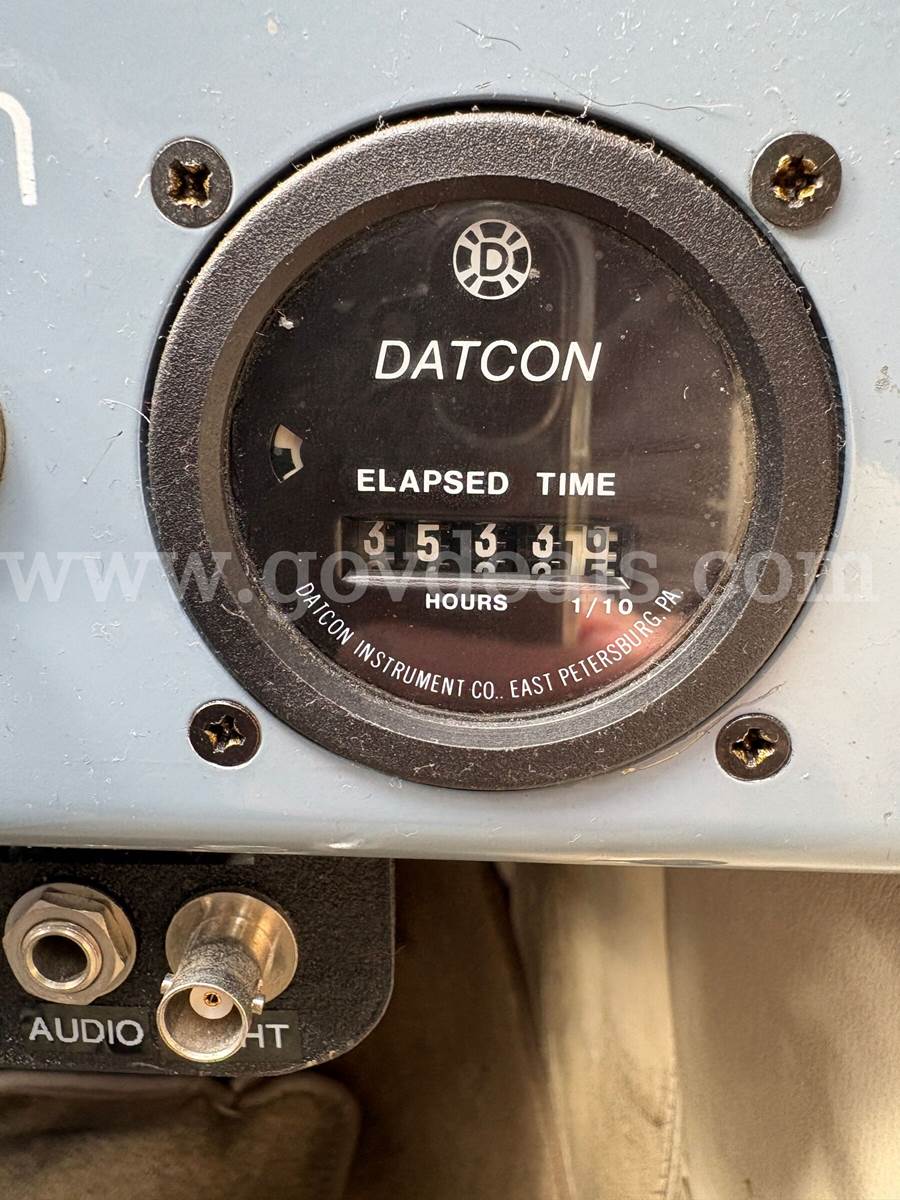 D
DATCON
ELAPSED TIME
3 5 3 3
HOURS 1/10
DATCON INSTRUMENT CO.. EAST PETERSBURG, PA.
www.govdeals.com
AUDIO